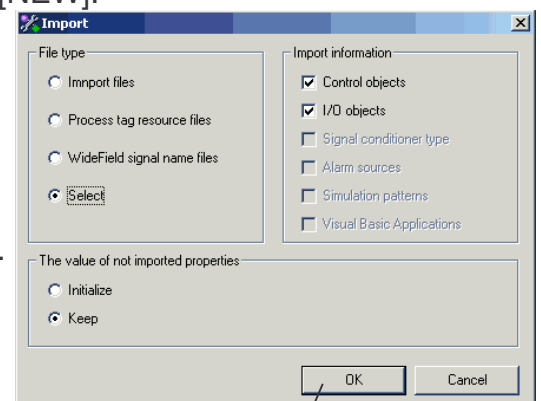 [NEW].
Import
File type
Imnport files
Process tag resource files
WideField signal name files
Select
Import information
Control objects
I/O objects
Signal conditioner type
Alarm sources
Simulation patterns
Visual Basic Applications
The value of not imported properties
Initialize
Keep
OK
Cancel